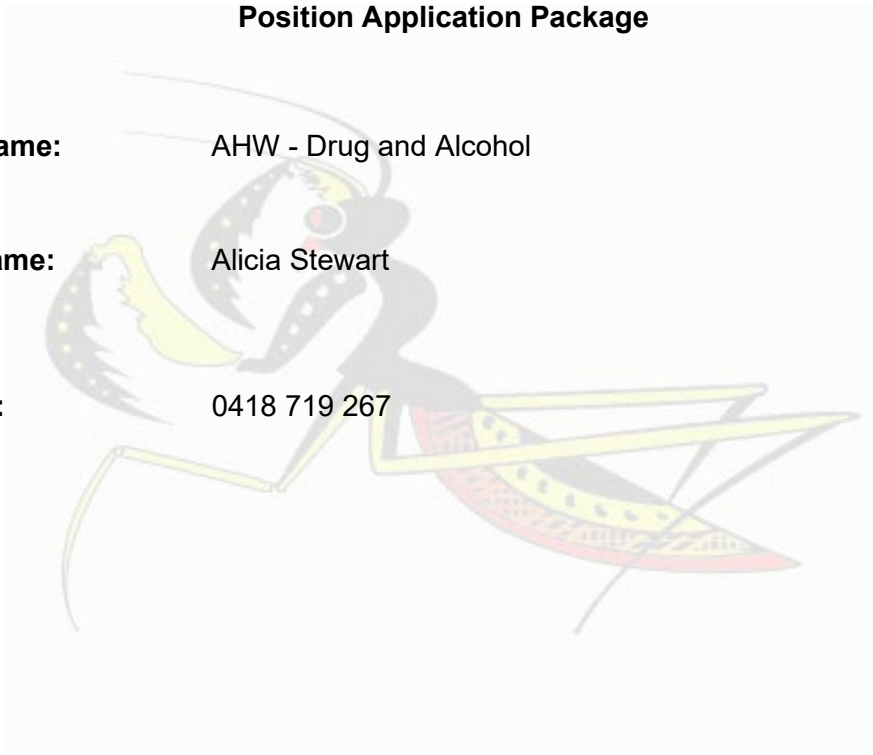 Position Application Package
ame: AHW - Drug and Alcohol
ame: Alicia Stewart
: 0418 719 267